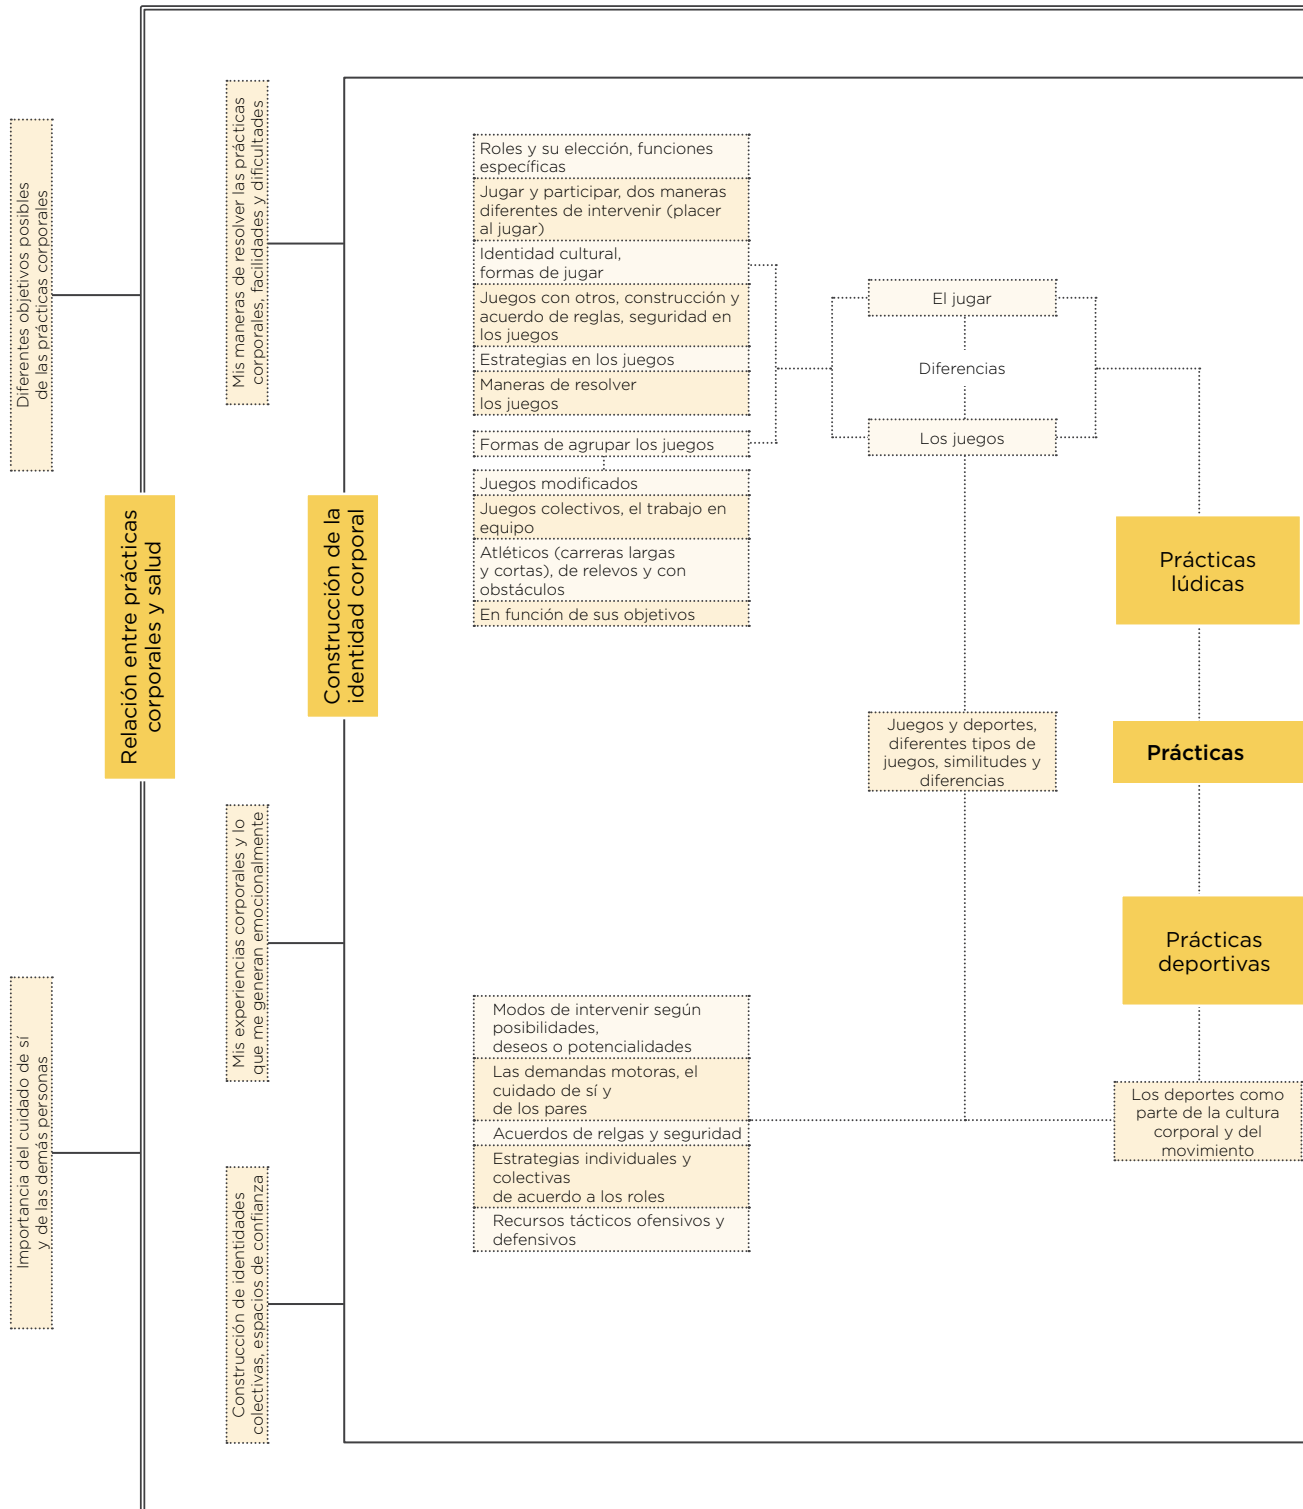 Diferentes objetivos posibles
de las prácticas corporales
Importancia del cuidado de sí
y de las demás personas
Relación entre prácticas
corporales y salud
Mis maneras de resolver las prácticas
corporales, facilidades y dificultades
Mis experiencias corporales y lo
que me generan emocionalmente
Construcción de identidades
colectivas, espacios de confianza
Construcción de la
identidad corporal
Roles y su elección, funciones
específicas
Jugar y participar, dos maneras
diferentes de intervenir (placer
al jugar)
Identidad cultural,
formas de jugar
Juegos con otros, construcción y
acuerdo de reglas, seguridad en
los juegos
Estrategias en los juegos
Maneras de resolver
los juegos
Formas de agrupar los juegos
Juegos modificados
Juegos colectivos, el trabajo en
equipo
Atléticos (carreras largas
y cortas), de relevos y con
obstáculos
En función de sus objetivos
Modos de intervenir según
posibilidades,
deseos o potencialidades
Las demandas motoras, el
cuidado de sí y
de los pares
Acuerdos de relgas y seguridad
Estrategias individuales y
colectivas
de acuerdo a los roles
Recursos tácticos ofensivos y
defensivos
El jugar
Diferencias
Los juegos
Juegos y deportes,
diferentes tipos de
juegos, similitudes y
diferencias
Prácticas
lúdicas
Prácticas
Prácticas
deportivas
Los deportes como
parte de la cultura
corporal y del
movimiento